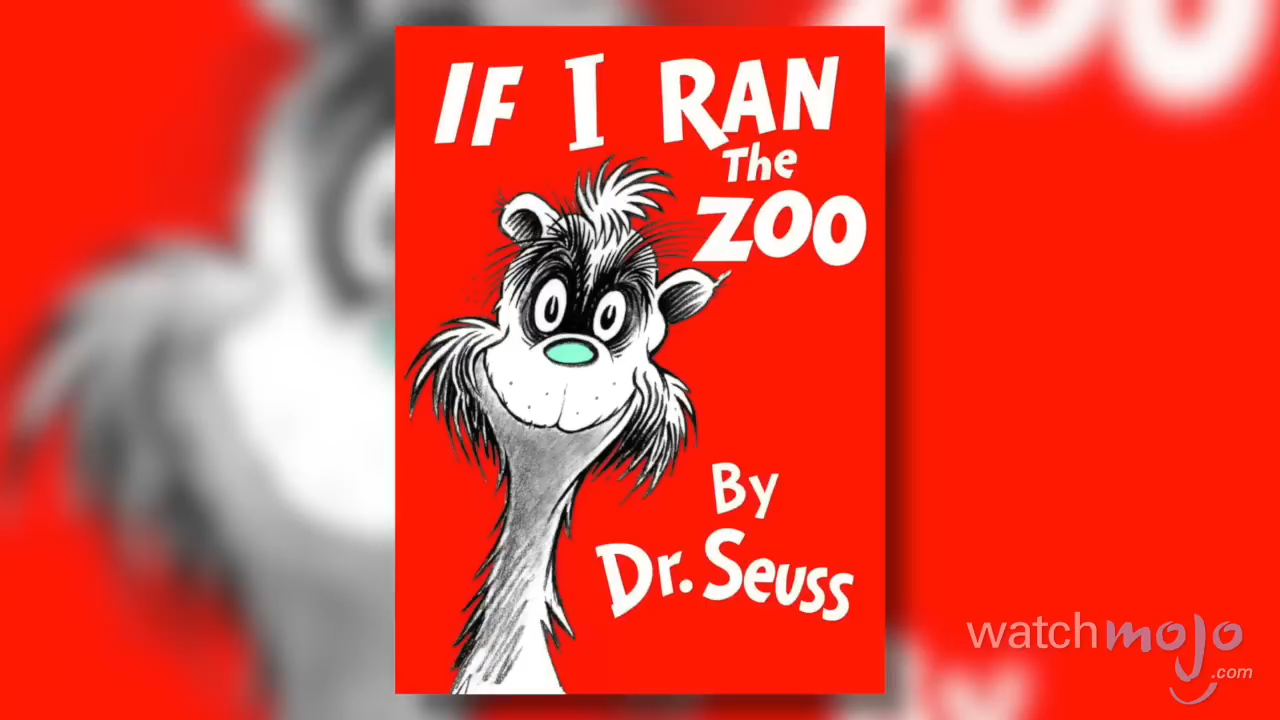 IF I RAN
The
ZOO
By
Dr. Seuss
watchmojo
.com